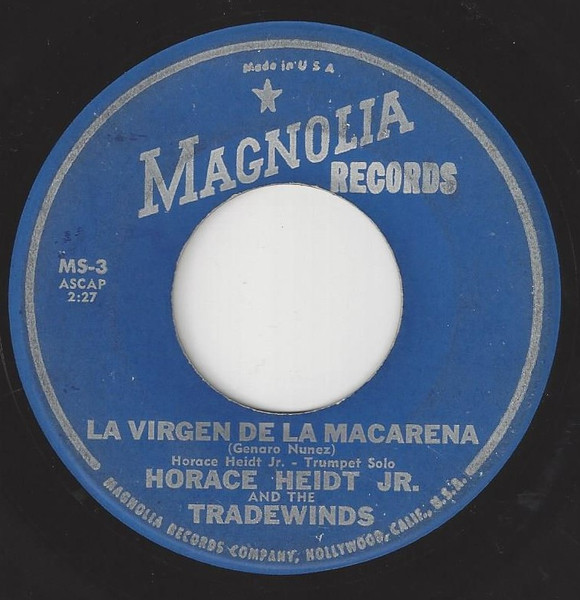 Made in U S A
MAGNOLIA
RECORDS
MS-3
ASCAP
2:27
LA VIRGEN DE LA MACARENA
(Genaro Nunez)
Horace Heidt Jr. - Trumpet Solo
HORACE HEIDT JR.
AND THE
TRADEWINDS
MAGNOLIA RECORDS COMPANY, HOLLYWOOD, CALIF., U.S.A.